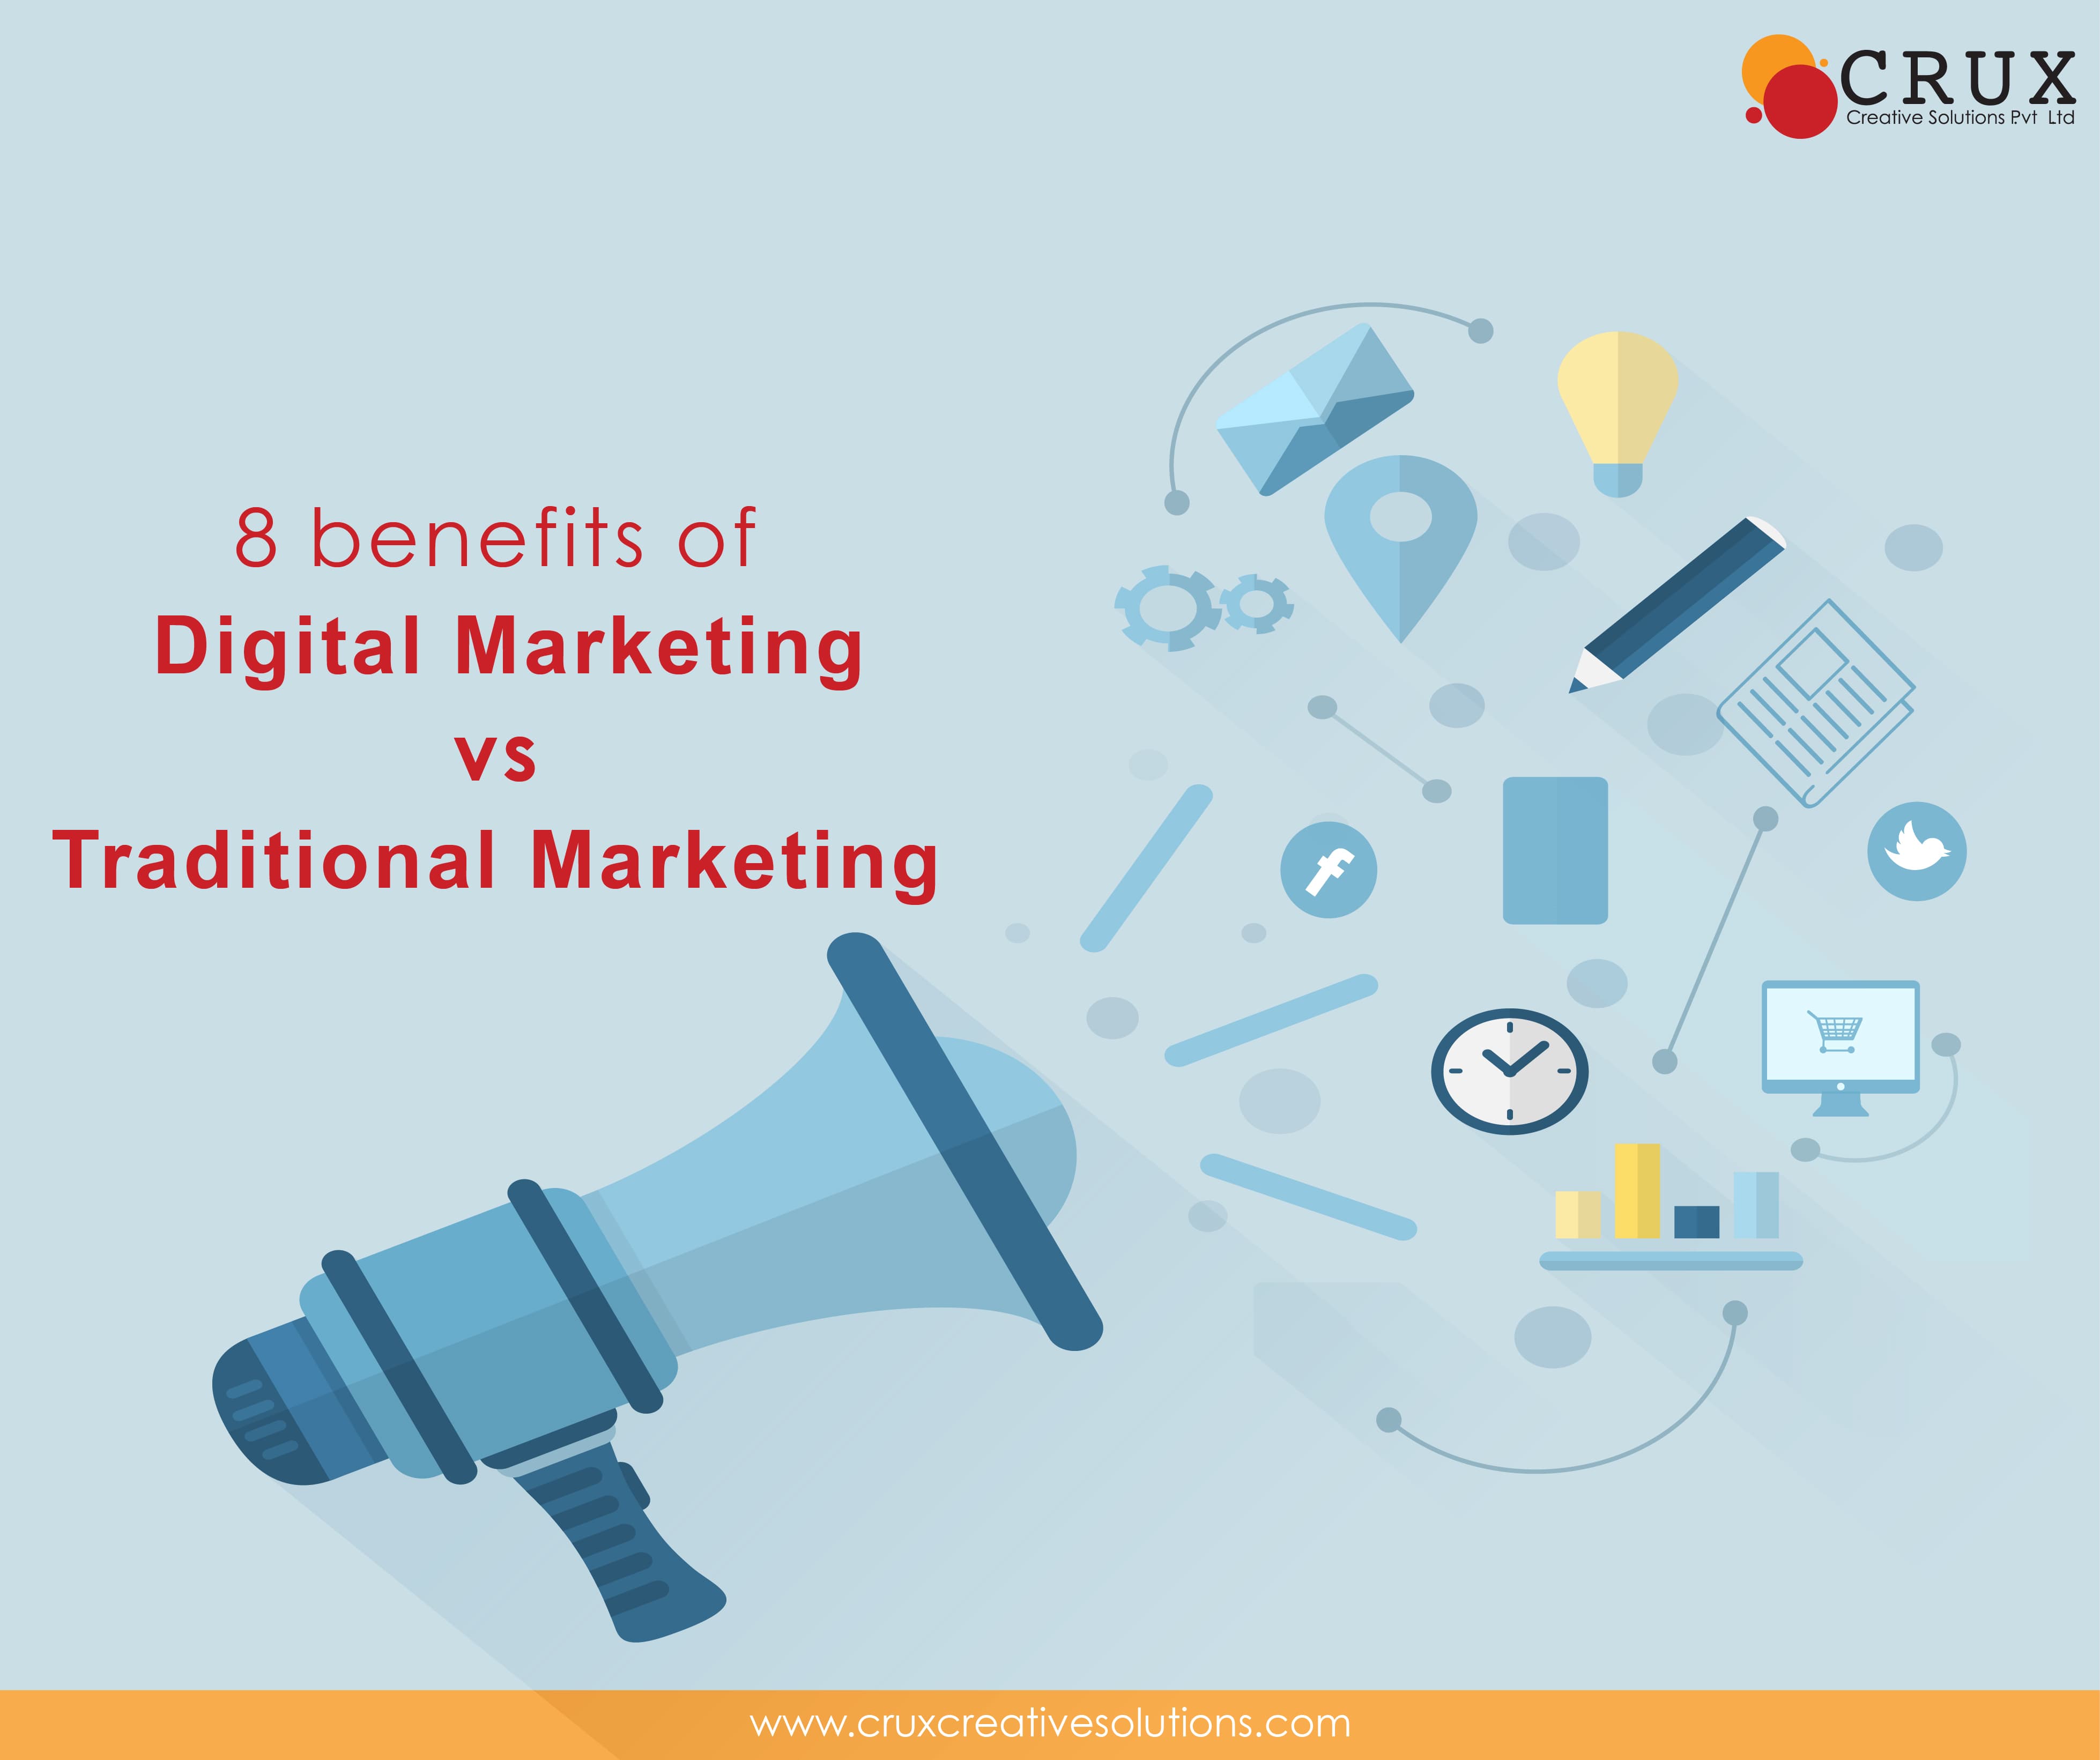 CRUX
Creative Solutions Pvt Ltd
8 benefits of
Digital Marketing
vs
Traditional Marketing
www.cruxcreativesolutions.com